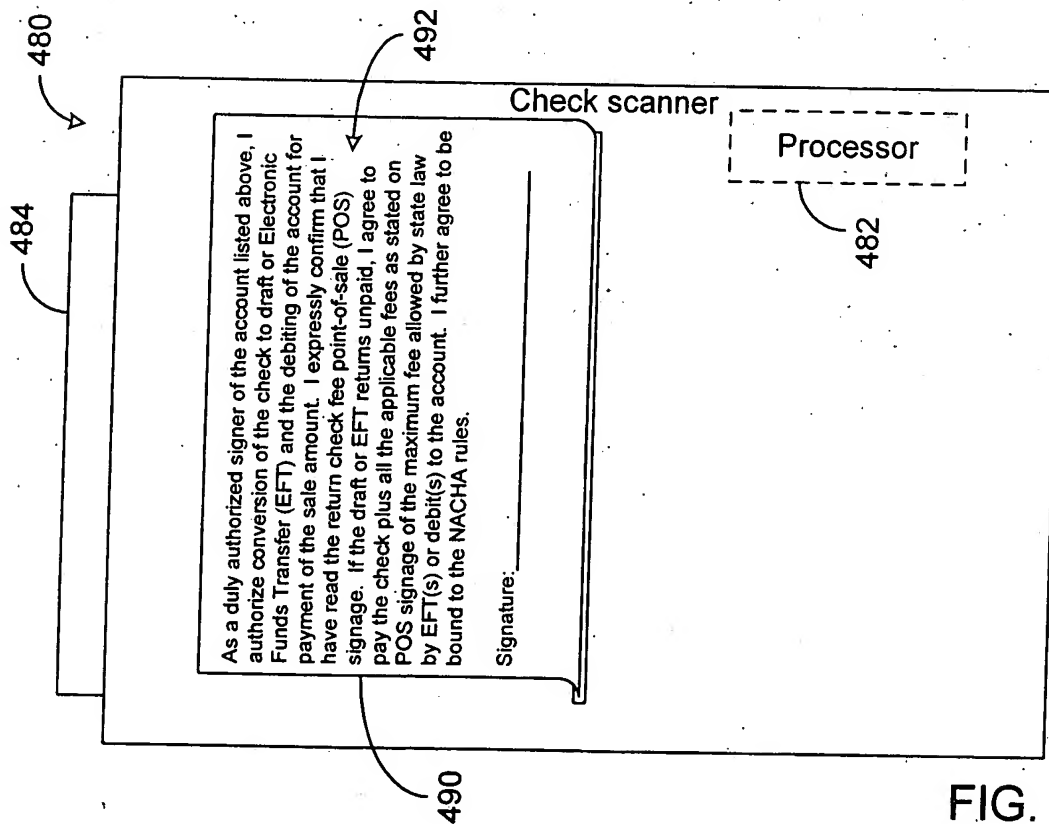 480
484
492
Check scanner
As a duly authorized signer of the account listed above, I
authorize conversion of the check to draft or Electronic
Funds Transfer (EFT) and the debiting of the account for
payment of the sale amount. I expressly confirm that I
have read the return check fee point-of-sale (POS)
signage. If the draft or EFT returns unpaid, I agree to
pay the check plus all the applicable fees as stated on
POS signage of the maximum fee allowed by state law
by EFT(s) or debit(s) to the account. I further agree to be
bound to the NACHA rules.
Signature:
Processor
482
490
FIG.